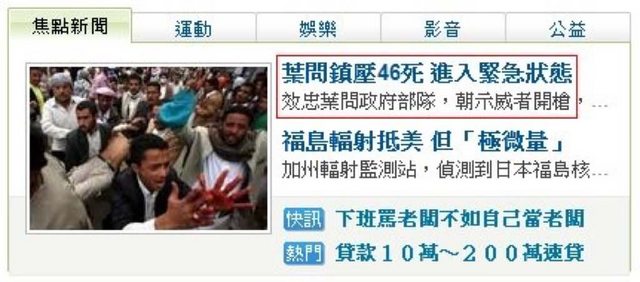 焦點新聞 運動 娛樂 影音 公益
葉問鎮壓46死 進入緊急狀態
效忠葉問政府部隊，朝示威者開槍，...
福島輻射抵美 但「極微量」
加州輻射監測站，偵測到日本福島核...
快訊 下班罵老闆不如自己當老闆
熱門 貸款１０萬～２００萬速貸